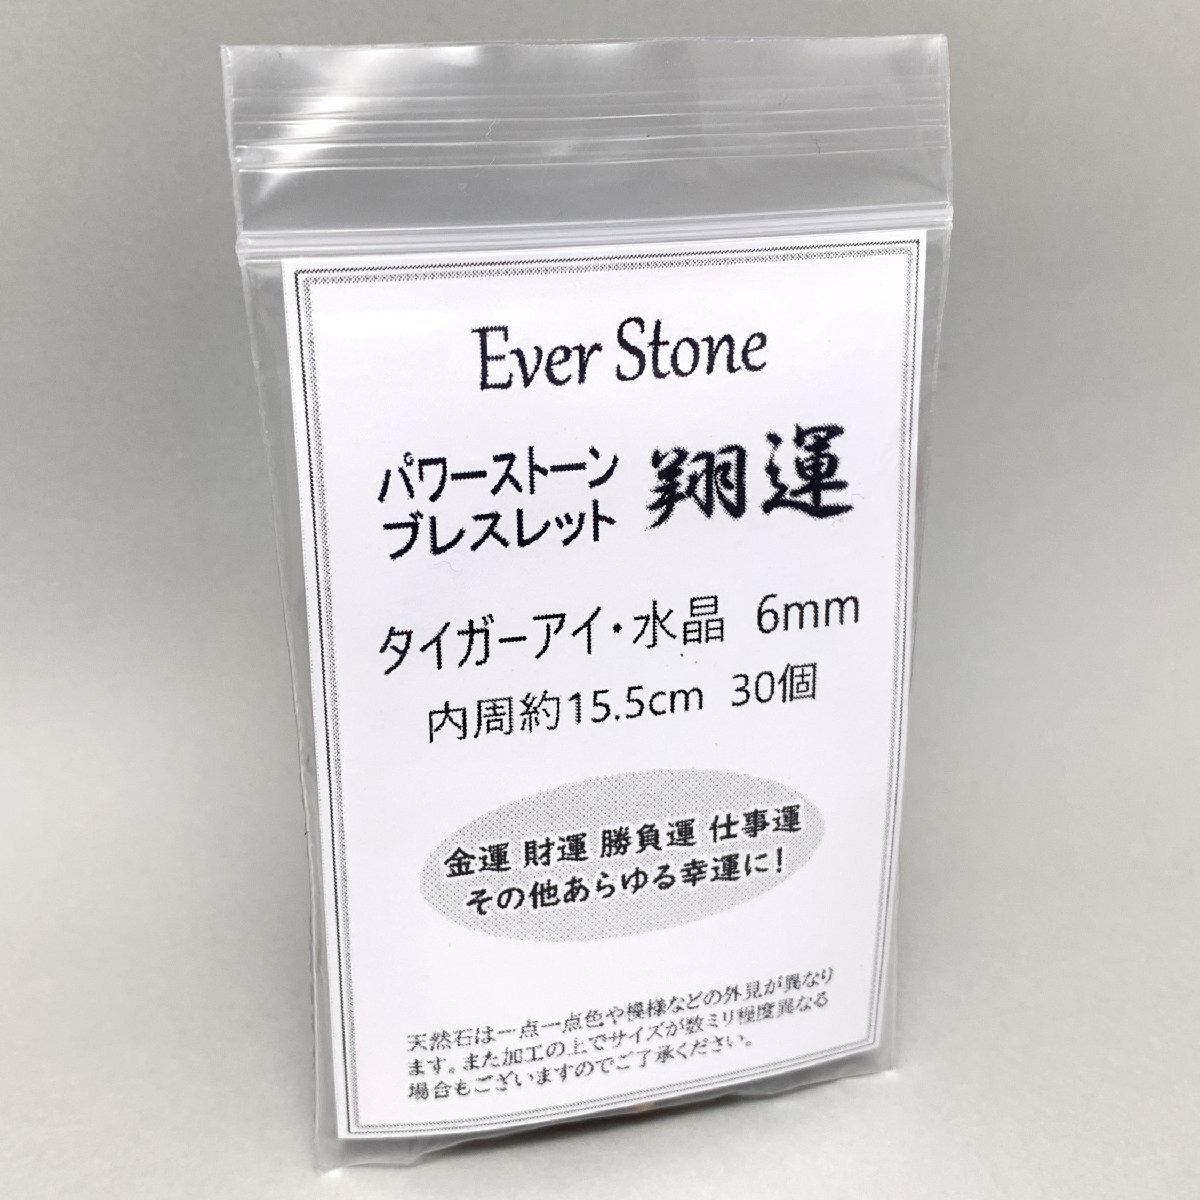 Ever Stone
パワーストーン
ブレスレット
翔運
タイガーアイ・水晶 6mm
内周約15.5cm 30個
金運 財運 勝負運 仕事運
その他あらゆる幸運に!
天然石は一点一点色や模様などの外見が異なり
ます。また加工の上でサイズが数ミリ程度異なる
場合もございますのでご了承ください。